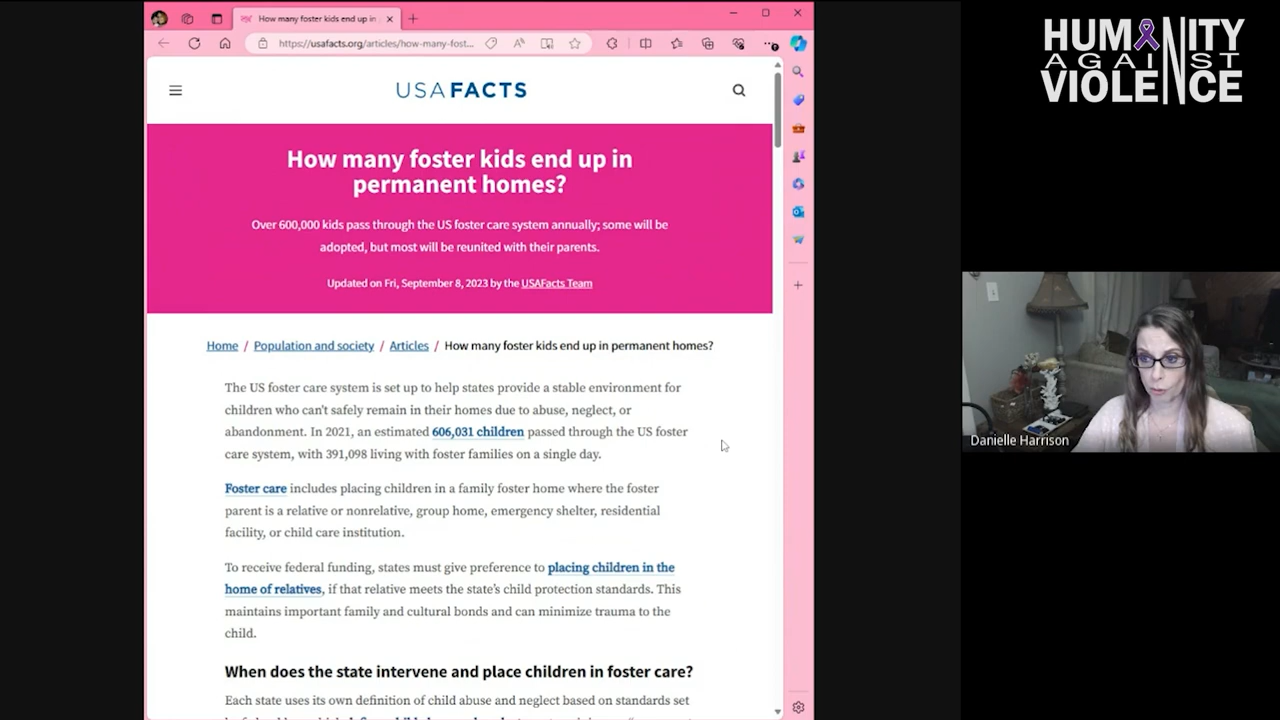 How many foster kids end up in
https://usafacts.org/articles/how-many-fost...
USAFACTS
How many foster kids end up in
permanent homes?
Over 600,000 kids pass through the US foster care system annually; some will be
adopted, but most will be reunited with their parents.
Updated on Fri, September 8, 2023 by the USAFacts Team
Home / Population and society / Articles / How many foster kids end up in permanent homes?
The US foster care system is set up to help states provide a stable environment for
children who can't safely remain in their homes due to abuse, neglect, or
abandonment. In 2021, an estimated 606,031 children passed through the US foster
care system, with 391,098 living with foster families on a single day.
Foster care includes placing children in a family foster home where the foster
parent is a relative or nonrelative, group home, emergency shelter, residential
facility, or child care institution.
To receive federal funding, states must give preference to placing children in the
home of relatives, if that relative meets the state's child protection standards. This
maintains important family and cultural bonds and can minimize trauma to the
child.
When does the state intervene and place children in foster care?
Each state uses its own definition of child abuse and neglect based on standards set
HUMANITY
AGAINST
VIOLENCE
Danielle Harrison